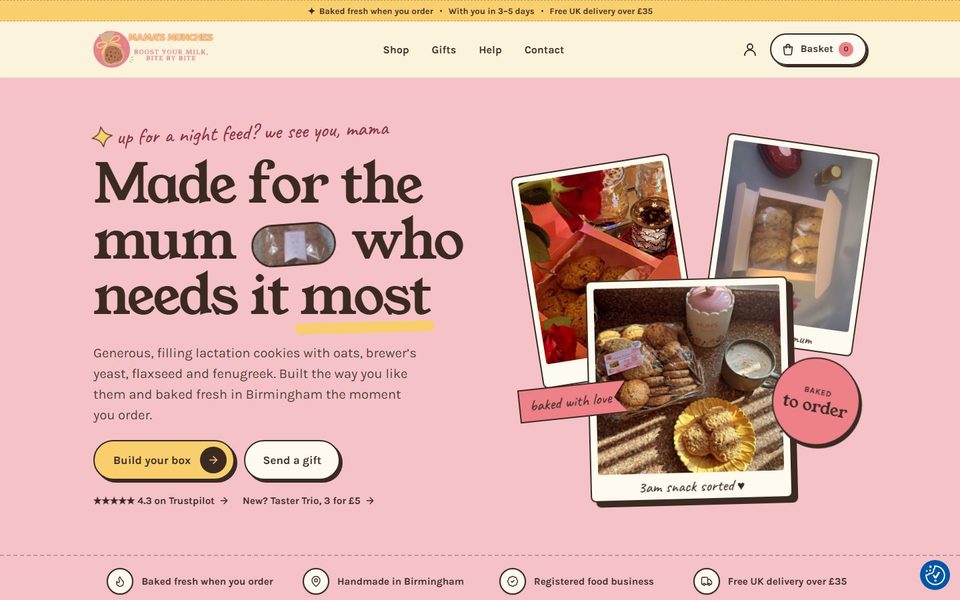 ✦ Baked fresh when you order • With you in 3–5 days • Free UK delivery over £35
MAMA'S MUNCHES
BOOST YOUR MILK,
BITE BY BITE
Shop Gifts Help Contact
Basket 0
up for a night feed? we see you, mama
Made for the
mum who
needs it most
Generous, filling lactation cookies with oats, brewer's
yeast, flaxseed and fenugreek. Built the way you like
them and baked fresh in Birmingham the moment
you order.
Build your box →
Send a gift
★★★★★ 4.3 on Trustpilot →
New? Taster Trio, 3 for £5 →
mum
baked with love
BAKED
to order
3am snack sorted ♥
Baked fresh when you order
Handmade in Birmingham
Registered food business
Free UK delivery over £35